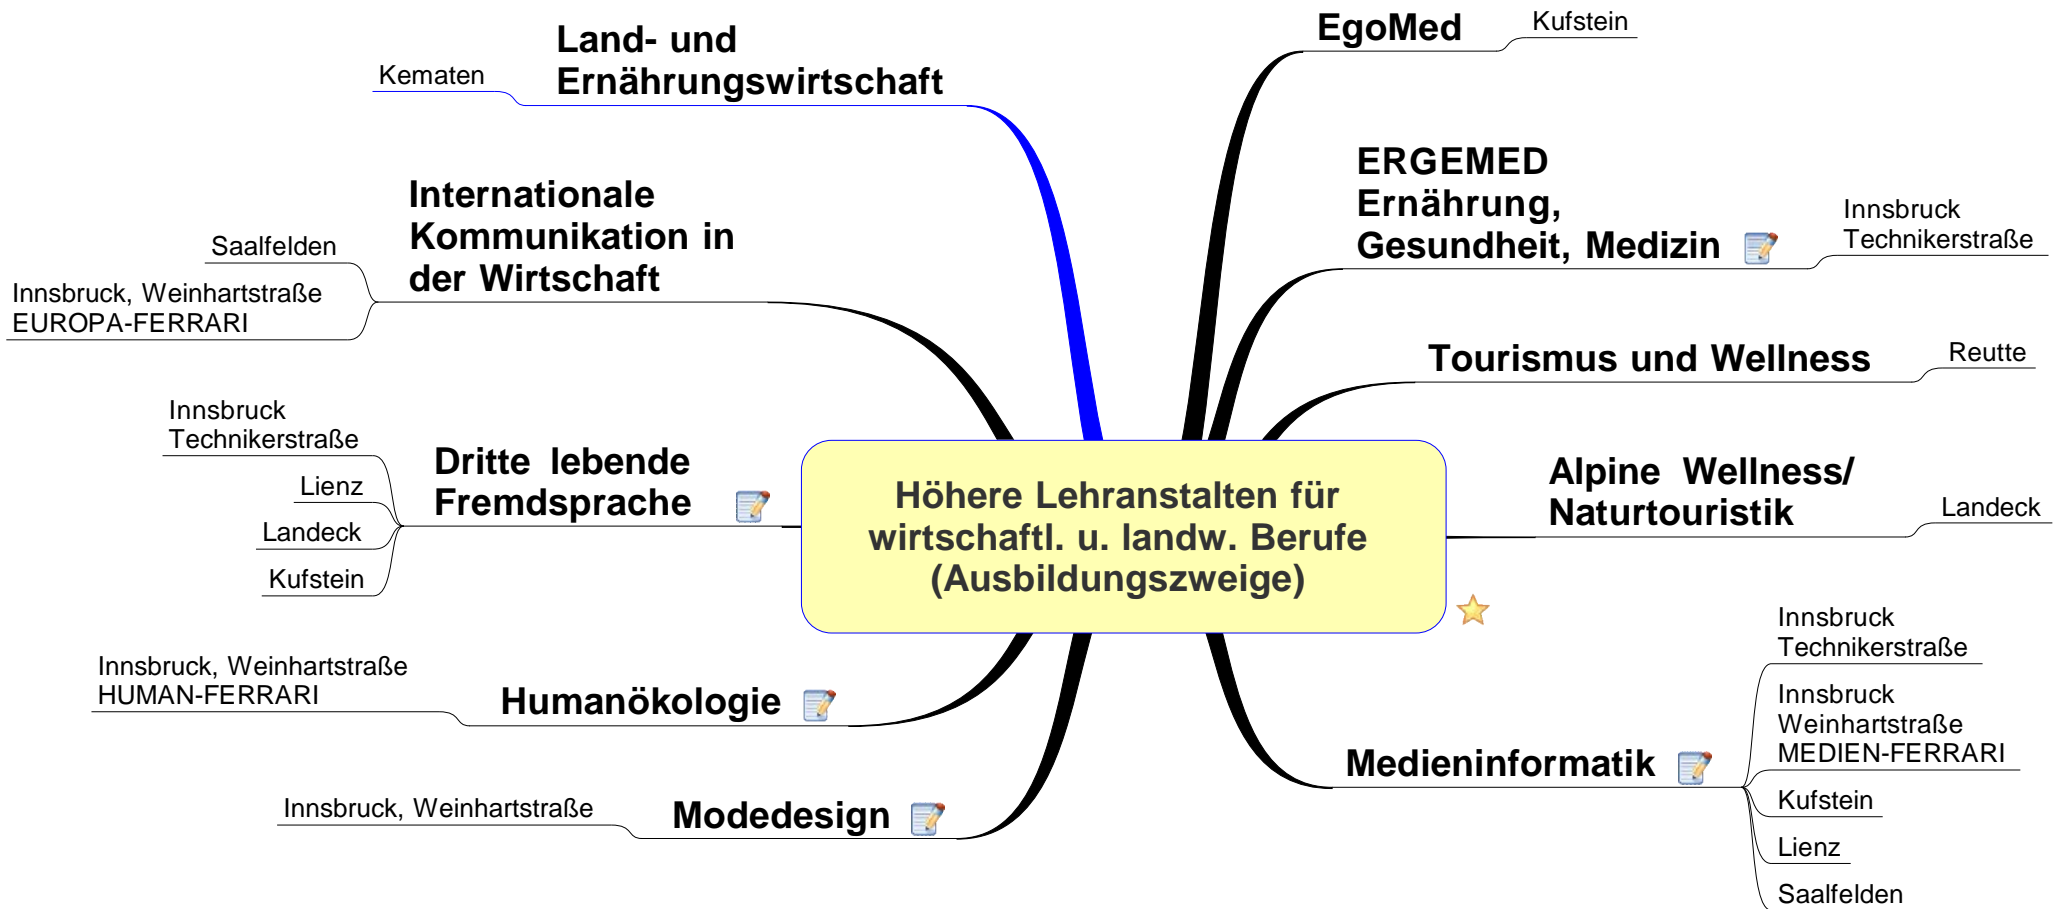 Höhere Lehranstalten für
wirtschaftl. u. landw. Berufe
(Ausbildungszweige)
EgoMed
Kufstein
ERGEMED
Ernährung,
Gesundheit, Medizin
Innsbruck
Technikerstraße
Tourismus und Wellness
Reutte
Alpine Wellness/
Naturtouristik
Landeck
Medieninformatik
Innsbruck
Technikerstraße
Innsbruck
Weinhartstraße
MEDIEN-FERRARI
Kufstein
Lienz
Saalfelden
Land- und
Ernährungswirtschaft
Kematen
Internationale
Kommunikation in
der Wirtschaft
Saalfelden
Innsbruck, Weinhartstraße
EUROPA-FERRARI
Dritte lebende
Fremdsprache
Innsbruck
Technikerstraße
Lienz
Landeck
Kufstein
Humanökologie
Innsbruck, Weinhartstraße
HUMAN-FERRARI
Modedesign
Innsbruck, Weinhartstraße